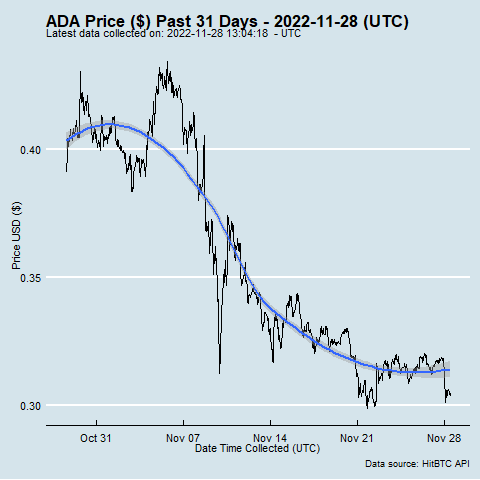 ADA Price ($) Past 31 Days - 2022-11-28 (UTC)
Latest data collected on: 2022-11-28 13:04:18 - UTC
Price USD ($)
0.40
0.35
0.30
Oct 31 Nov 07 Nov 14 Nov 21 Nov 28
Date Time Collected (UTC)
Data source: HitBTC API